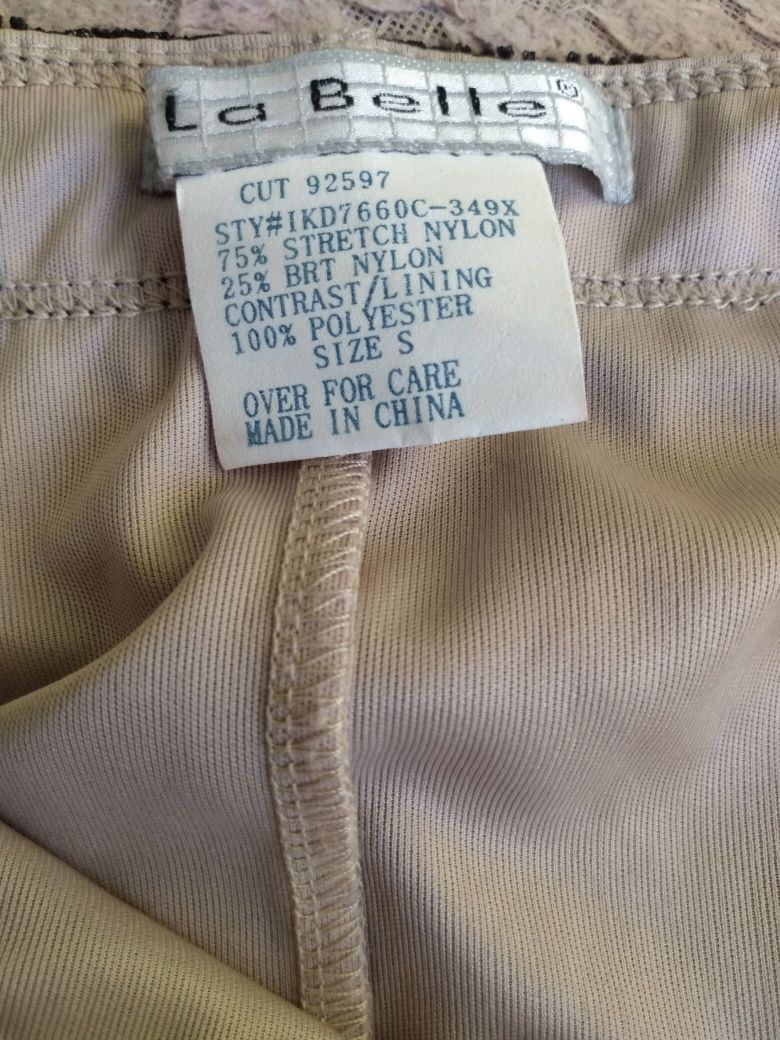 La Belle®
CUT 92597
STY#IKD7660C-349X
75% STRETCH NYLON
25% BRT NYLON
CONTRAST/LINING
100% POLYESTER
SIZE S
OVER FOR CARE
MADE IN CHINA